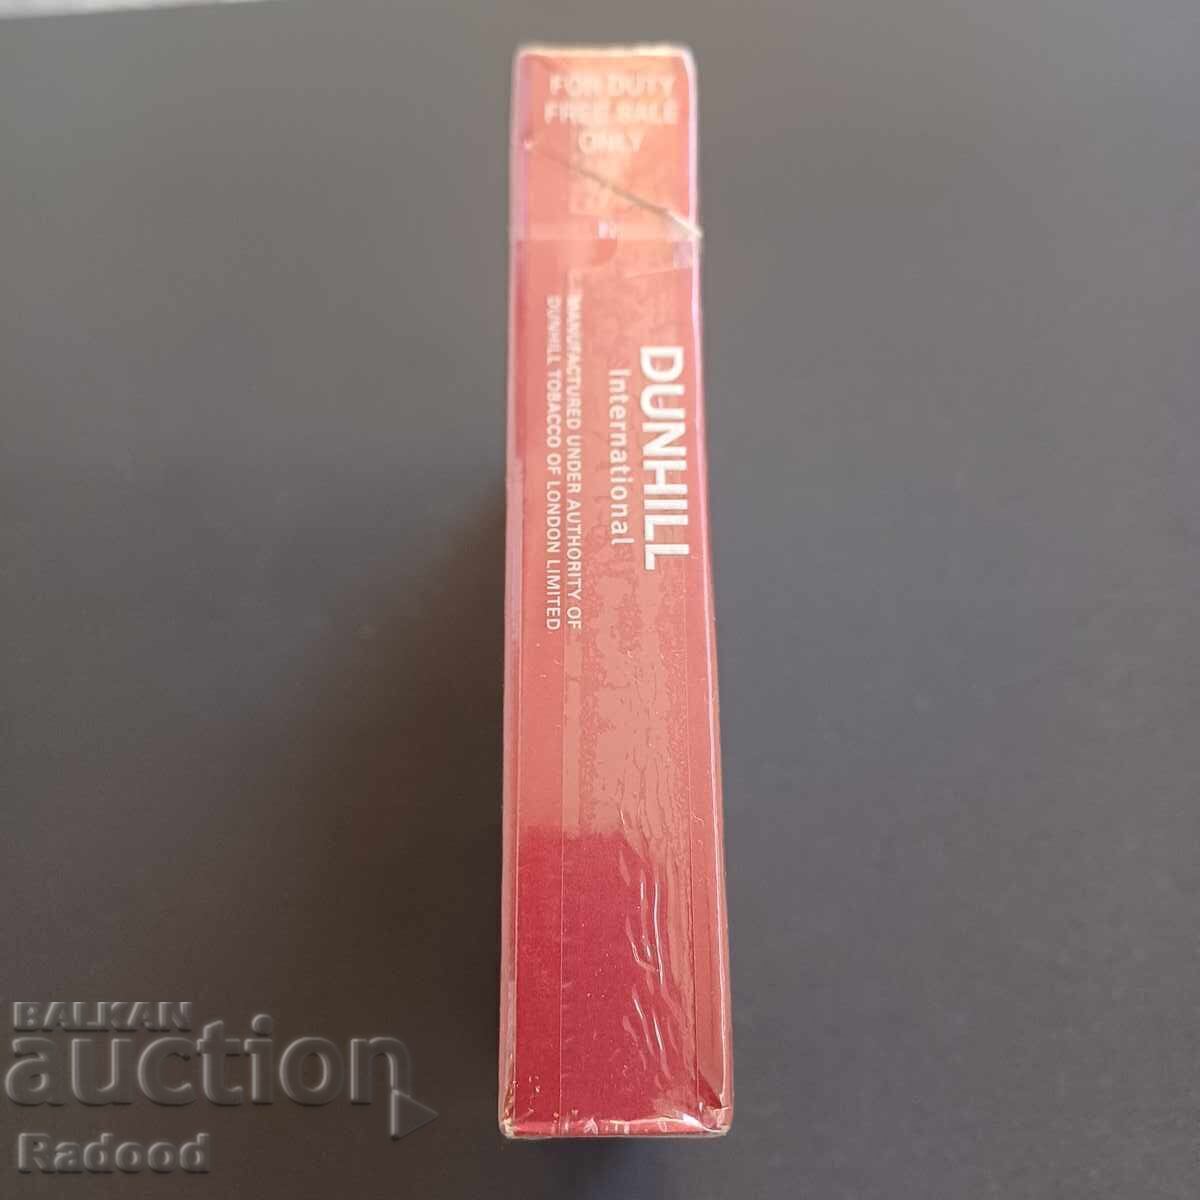 FOR DUTY
FREE SALE
ONLY
DUNHILL
International
MANUFACTURED UNDER AUTHORITY OF
DUNHILL TOBACCO OF LONDON LIMITED.
BALKAN
auction
Radood